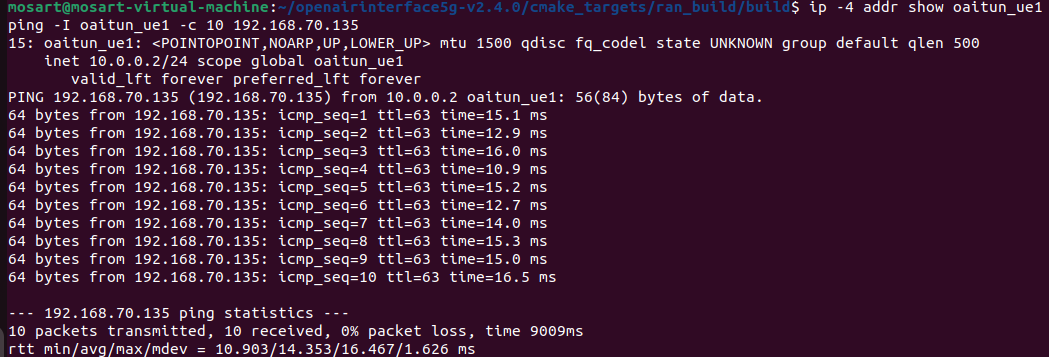 mosart@mosart-virtual-machine:~/openairinterface5g-v2.4.0/cmake_targets/ran_build/build$ ip -4 addr show oaitun_ue1
ping -I oaitun_ue1 -c 10 192.168.70.135
15: oaitun_ue1: <POINTOPOINT,NOARP,UP,LOWER_UP> mtu 1500 qdisc fq_codel state UNKNOWN group default qlen 500
    inet 10.0.0.2/24 scope global oaitun_ue1
       valid_lft forever preferred_lft forever
PING 192.168.70.135 (192.168.70.135) from 10.0.0.2 oaitun_ue1: 56(84) bytes of data.
64 bytes from 192.168.70.135: icmp_seq=1 ttl=63 time=15.1 ms
64 bytes from 192.168.70.135: icmp_seq=2 ttl=63 time=12.9 ms
64 bytes from 192.168.70.135: icmp_seq=3 ttl=63 time=16.0 ms
64 bytes from 192.168.70.135: icmp_seq=4 ttl=63 time=10.9 ms
64 bytes from 192.168.70.135: icmp_seq=5 ttl=63 time=15.2 ms
64 bytes from 192.168.70.135: icmp_seq=6 ttl=63 time=12.7 ms
64 bytes from 192.168.70.135: icmp_seq=7 ttl=63 time=14.0 ms
64 bytes from 192.168.70.135: icmp_seq=8 ttl=63 time=15.3 ms
64 bytes from 192.168.70.135: icmp_seq=9 ttl=63 time=15.0 ms
64 bytes from 192.168.70.135: icmp_seq=10 ttl=63 time=16.5 ms

--- 192.168.70.135 ping statistics ---
10 packets transmitted, 10 received, 0% packet loss, time 9009ms
rtt min/avg/max/mdev = 10.903/14.353/16.467/1.626 ms